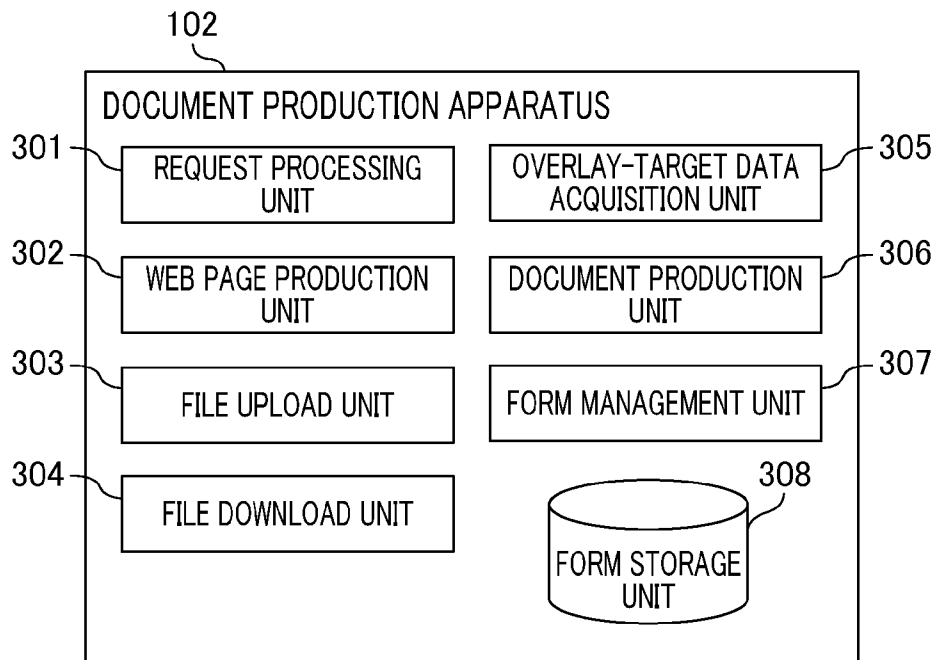 102
DOCUMENT PRODUCTION APPARATUS
301
REQUEST PROCESSING
UNIT
302
WEB PAGE PRODUCTION
UNIT
303
FILE UPLOAD UNIT
304
FILE DOWNLOAD UNIT
OVERLAY-TARGET DATA
ACQUISITION UNIT
305
DOCUMENT PRODUCTION
UNIT
306
FORM MANAGEMENT UNIT
307
308
FORM STORAGE
UNIT